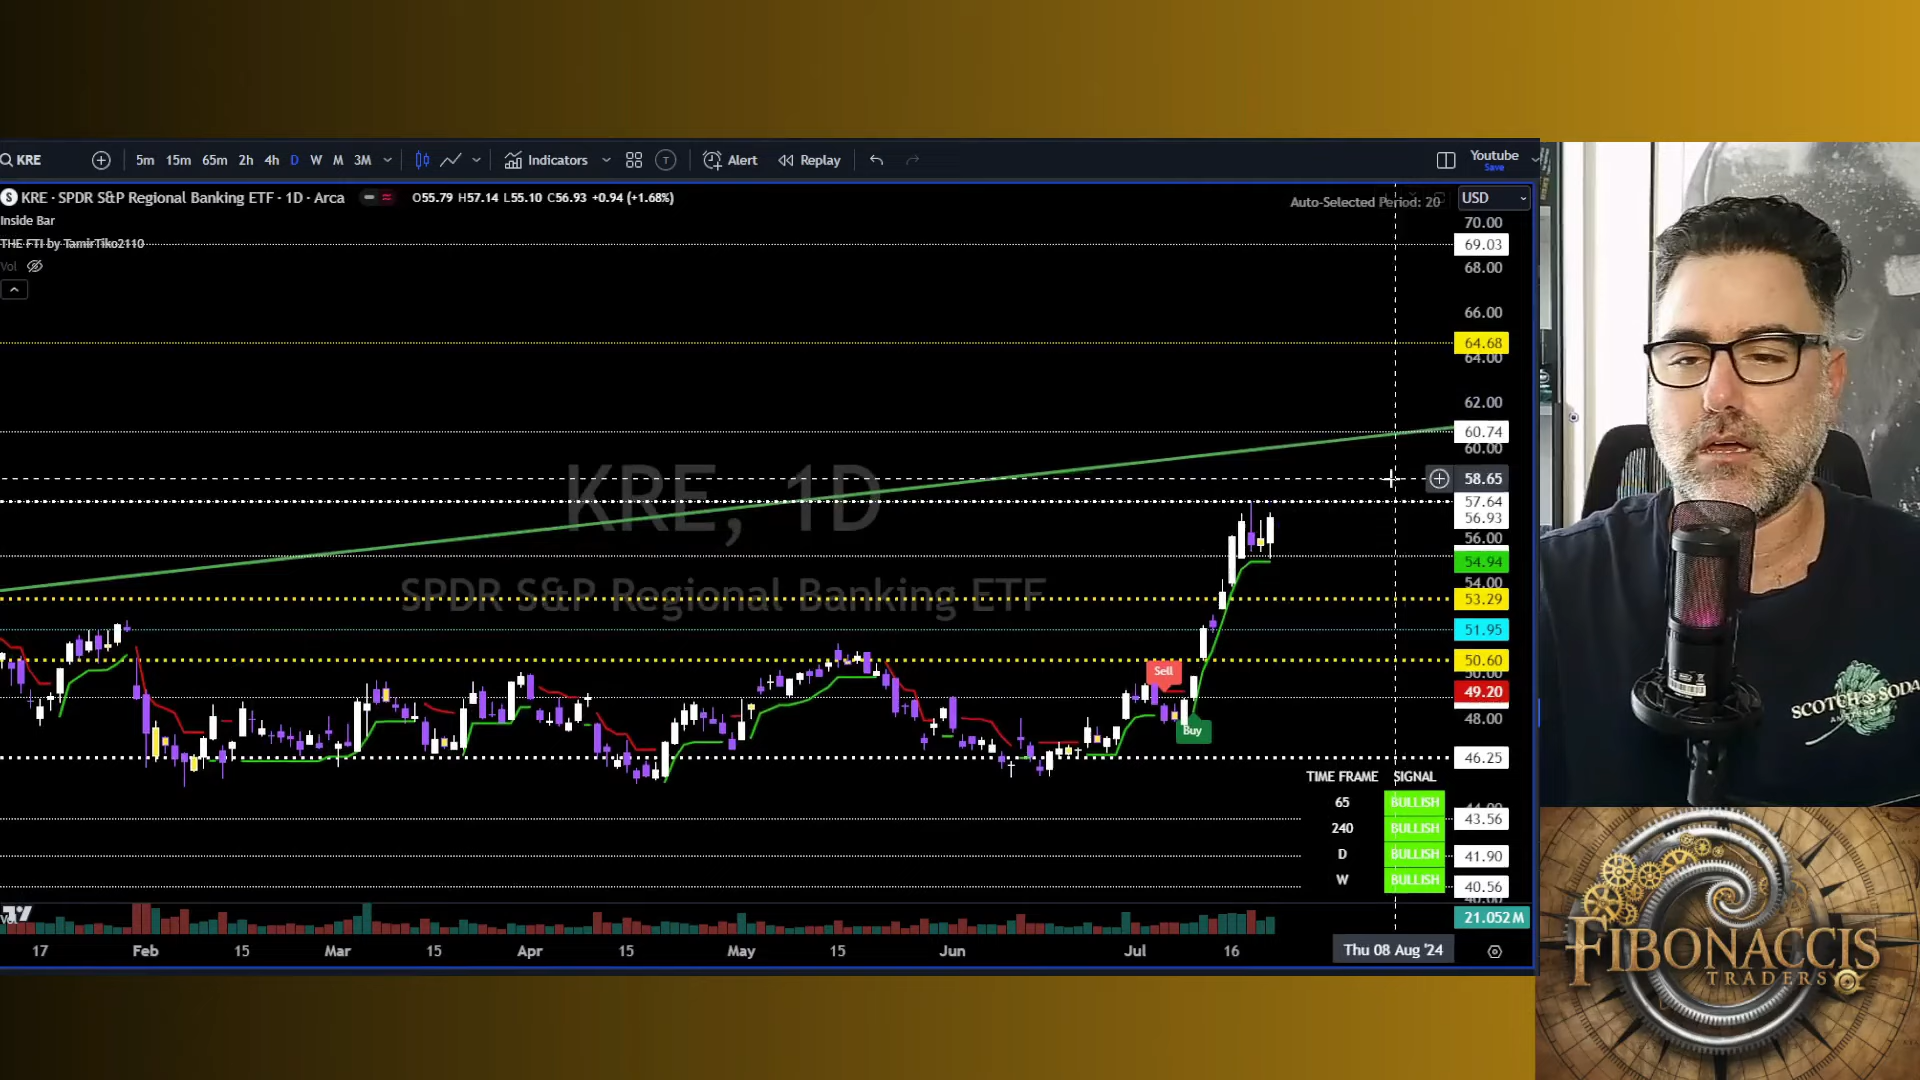 KRE
5m 15m 65m 2h 4h D W M 3M
Indicators
T
Alert
Replay
Youtube
Save
S KRE · SPDR S&P Regional Banking ETF · 1D · Arca
O55.79 H57.14 L55.10 C56.93 +0.94 (+1.68%)
Auto-Selected Period: 20
USD
Inside Bar
THE FTI by TamirTiko2110
Vol
70.00
69.03
68.00
66.00
64.68
64.00
62.00
60.74
60.00
58.65
57.64
56.93
56.00
54.94
54.00
53.29
51.95
50.60
50.00
49.20
48.00
46.25
43.56
41.90
40.56
21.052 M
KRE, 1D
SPDR S&P Regional Banking ETF
Sell
Buy
TIME FRAME SIGNAL
65 BULLISH
240 BULLISH
D BULLISH
W BULLISH
17 Feb 15 Mar 15 Apr 15 May 15 Jun Jul 16 Thu 08 Aug '24
SCOTCH & SODA
FIBONACCIS
TRADERS